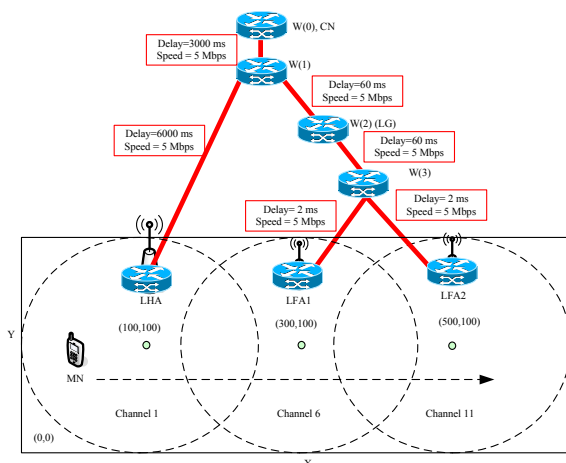 W(0), CN
Delay=3000 ms
Speed = 5 Mbps
W(1)
Delay=60 ms
Speed = 5 Mbps
W(2) (LG)
Delay=6000 ms
Speed = 5 Mbps
Delay=60 ms
Speed = 5 Mbps
W(3)
Delay= 2 ms
Speed = 5 Mbps
Delay= 2 ms
Speed = 5 Mbps
LHA
LFA1
LFA2
(100,100)
(300,100)
(500,100)
Y
MN
Channel 1
Channel 6
Channel 11
(0,0)
X